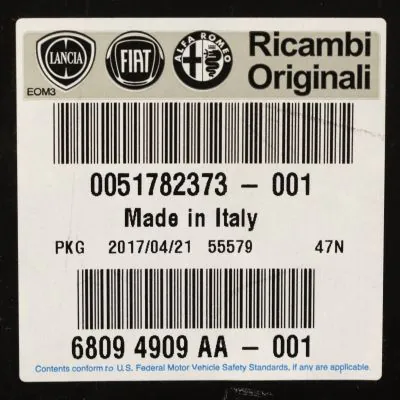 LANCIA FIAT ALFA ROMEO Ricambi
Originali
EOM3
0051782373 - 001
Made in Italy
PKG 2017/04/21 55579 47N
6809 4909 AA - 001
Contents conform to U.S. Federal Motor Vehicle Safety Standards, if any are applicable.